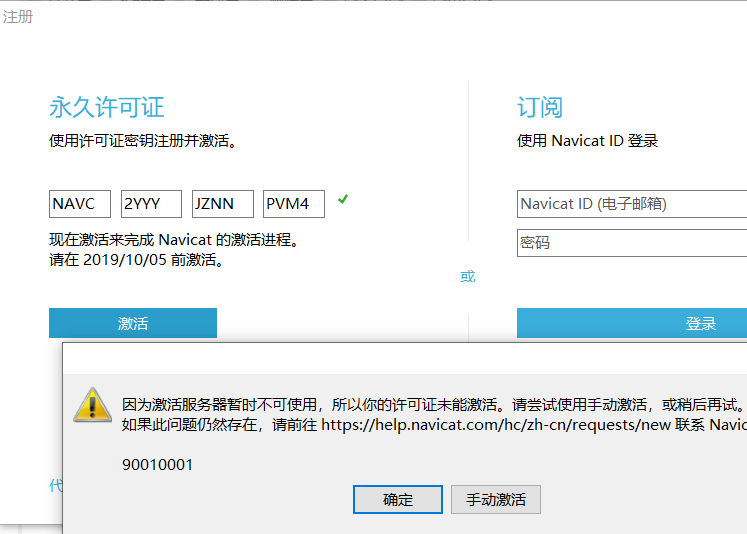 注册
永久许可证
使用许可证密钥注册并激活。
NAVC 2YYY JZNN PVM4
现在激活来完成 Navicat 的激活进程。
请在 2019/10/05 前激活。
激活
或
订阅
使用 Navicat ID 登录
Navicat ID (电子邮箱)
密码
登录
因为激活服务器暂时不可使用，所以你的许可证未能激活。请尝试使用手动激活，或稍后再试。
如果此问题仍然存在，请前往 https://help.navicat.com/hc/zh-cn/requests/new 联系 Navic
90010001
确定
手动激活
代